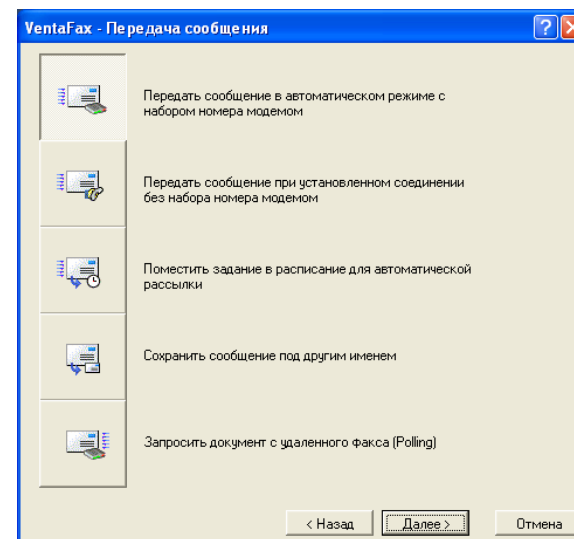 VentaFax - Передача сообщения
Передать сообщение в автоматическом режиме с
набором номера модемом
Передать сообщение при установленном соединении
без набора номера модемом
Поместить задание в расписание для автоматической
рассылки
Сохранить сообщение под другим именем
Запросить документ с удаленного факса (Polling)
< Назад Далее > Отмена